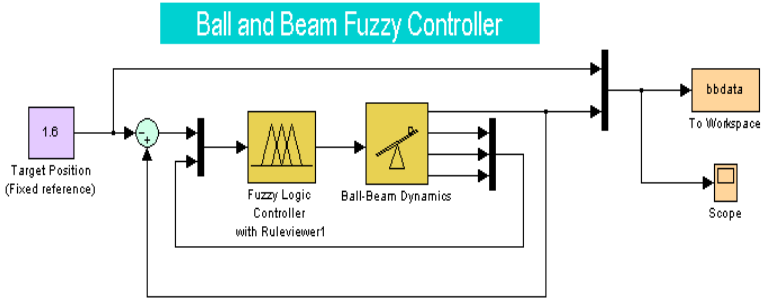 Ball and Beam Fuzzy Controller
1.6
Target Position
(Fixed reference)
-
+
Fuzzy Logic
Controller
with Ruleviewer1
Ball-Beam Dynamics
bbdata
To Workspace
Scope